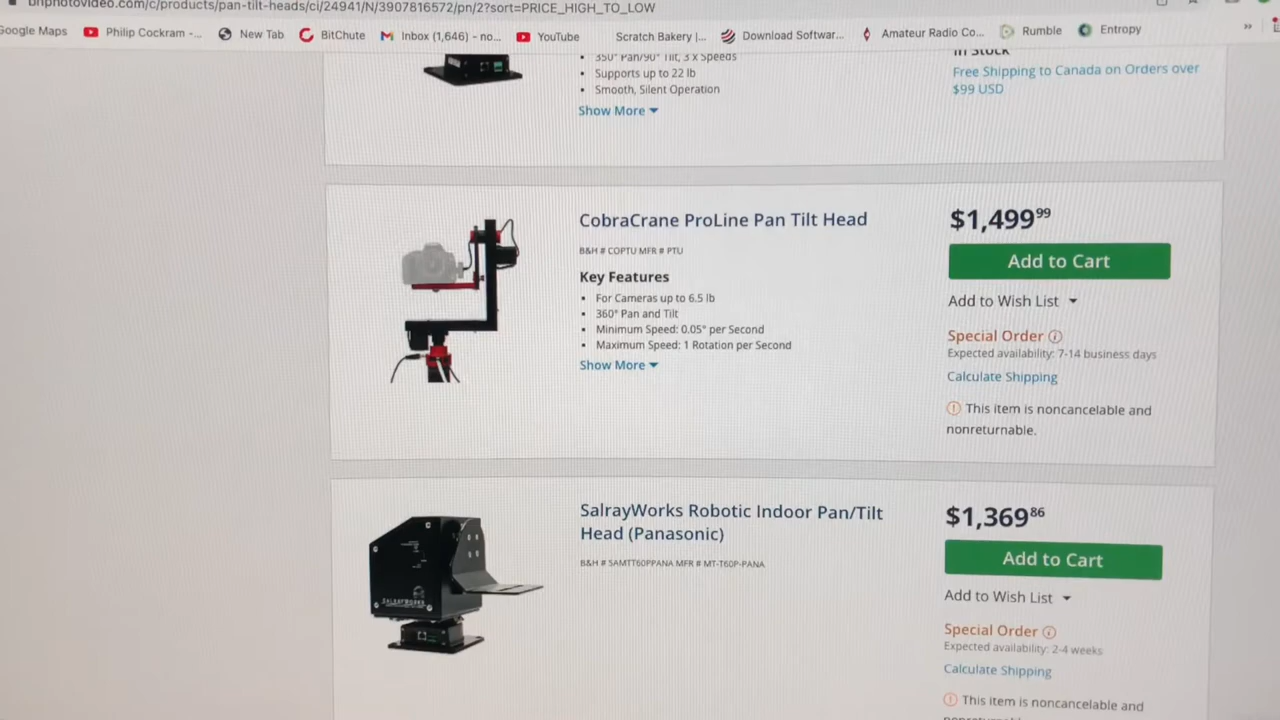 bhphotovideo.com/c/products/pan-tilt-heads/ci/24941/N/3907816572/pn/2?sort=PRICE_HIGH_TO_LOW
Google Maps Philip Cockram -... New Tab BitChute Inbox (1,646) - no... YouTube Scratch Bakery |... Download Softwar... Amateur Radio Co... Rumble Entropy »
350° Pan/90° Tilt, 3 x Speeds
Supports up to 22 lb
Smooth, Silent Operation
Show More
In Stock
Free Shipping to Canada on Orders over
$99 USD
CobraCrane ProLine Pan Tilt Head
B&H # COPTU MFR # PTU
Key Features
For Cameras up to 6.5 lb
360° Pan and Tilt
Minimum Speed: 0.05° per Second
Maximum Speed: 1 Rotation per Second
Show More
$1,499.99
Add to Cart
Add to Wish List
Special Order
Expected availability: 7-14 business days
Calculate Shipping
This item is noncancelable and
nonreturnable.
SalrayWorks Robotic Indoor Pan/Tilt
Head (Panasonic)
B&H # SAMTT60PPANA MFR # MT-T60P-PANA
SALRAYWORKS
$1,369.86
Add to Cart
Add to Wish List
Special Order
Expected availability: 2-4 weeks
Calculate Shipping
This item is noncancelable and